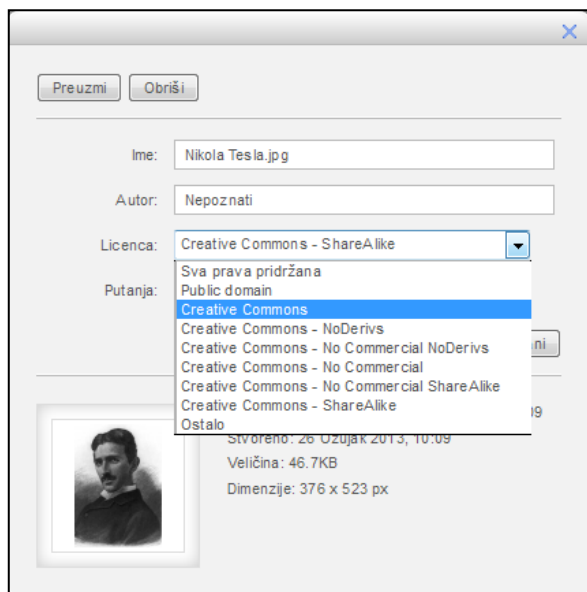 Preuzmi Obriši
Ime: Nikola Tesla.jpg
Autor: Nepoznati
Licenca: Creative Commons - ShareAlike
Sva prava pridržana
Putanja: Public domain
Creative Commons
Creative Commons - NoDerivs
Creative Commons - No Commercial NoDerivs
Creative Commons - No Commercial
Creative Commons - No Commercial ShareAlike
Creative Commons - ShareAlike
Ostalo
Stvoreno: 26 Ožujak 2013, 10:09
Veličina: 46.7KB
Dimenzije: 376 x 523 px